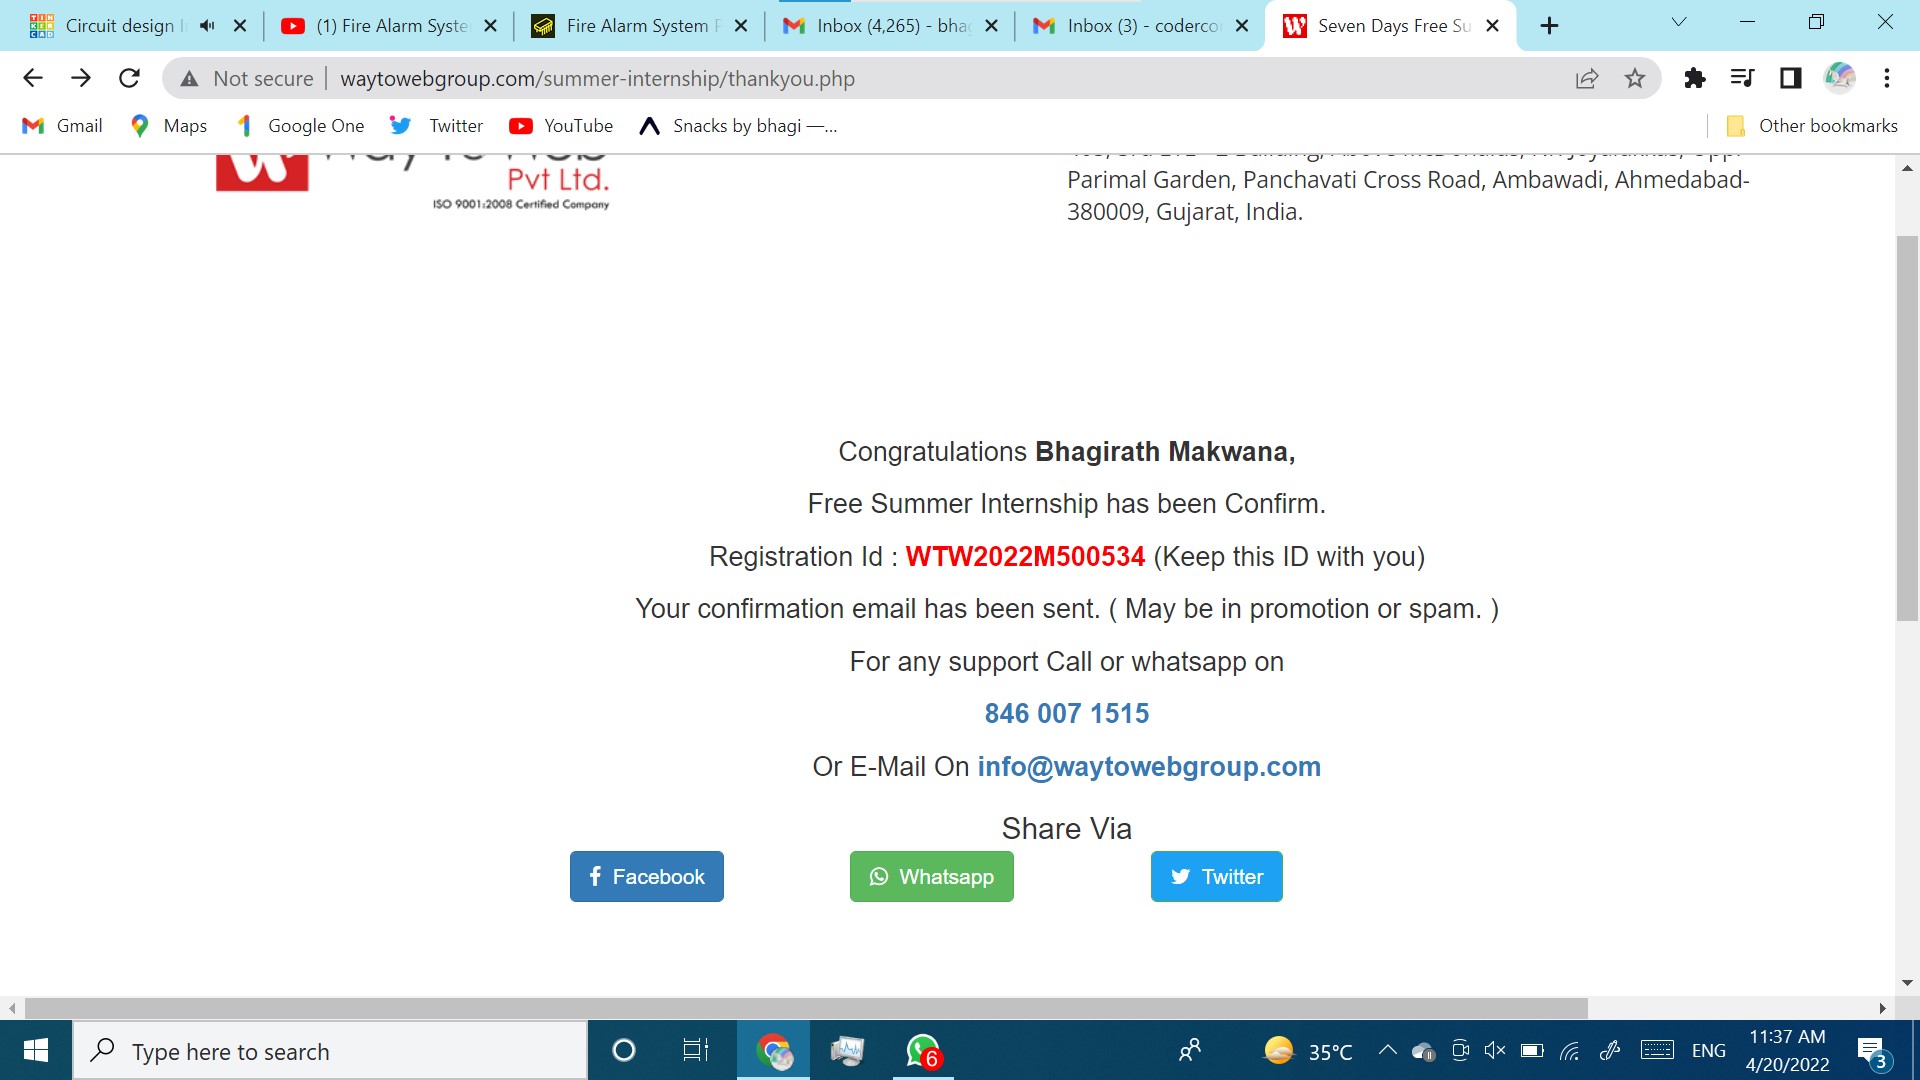 Circuit design
(1) Fire Alarm Syste
Fire Alarm System
Inbox (4,265) - bha
Inbox (3) - coderco
Seven Days Free Su
Not secure
waytowebgroup.com/summer-internship/thankyou.php
Gmail
Maps
Google One
Twitter
YouTube
Snacks by bhagi —...
Other bookmarks
Pvt Ltd.
ISO 9001:2008 Certified Company
Parimal Garden, Panchavati Cross Road, Ambawadi, Ahmedabad-
380009, Gujarat, India.
Congratulations Bhagirath Makwana,
Free Summer Internship has been Confirm.
Registration Id : WTW2022M500534 (Keep this ID with you)
Your confirmation email has been sent. ( May be in promotion or spam. )
For any support Call or whatsapp on
846 007 1515
Or E-Mail On info@waytowebgroup.com
Share Via
Facebook
Whatsapp
Twitter
Type here to search
6
35°C
ENG
11:37 AM
4/20/2022
3